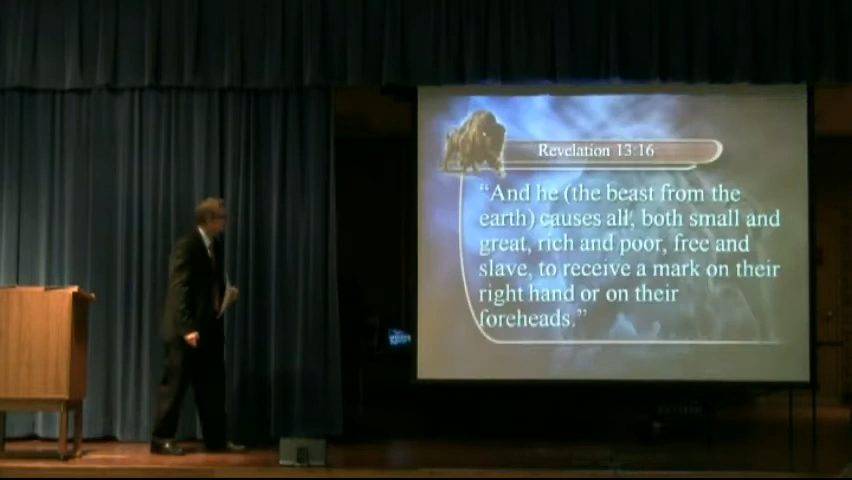 Revelation 13:16
“And he (the beast from the
earth) causes all, both small and
great, rich and poor, free and
slave, to receive a mark on their
right hand or on their
foreheads.”